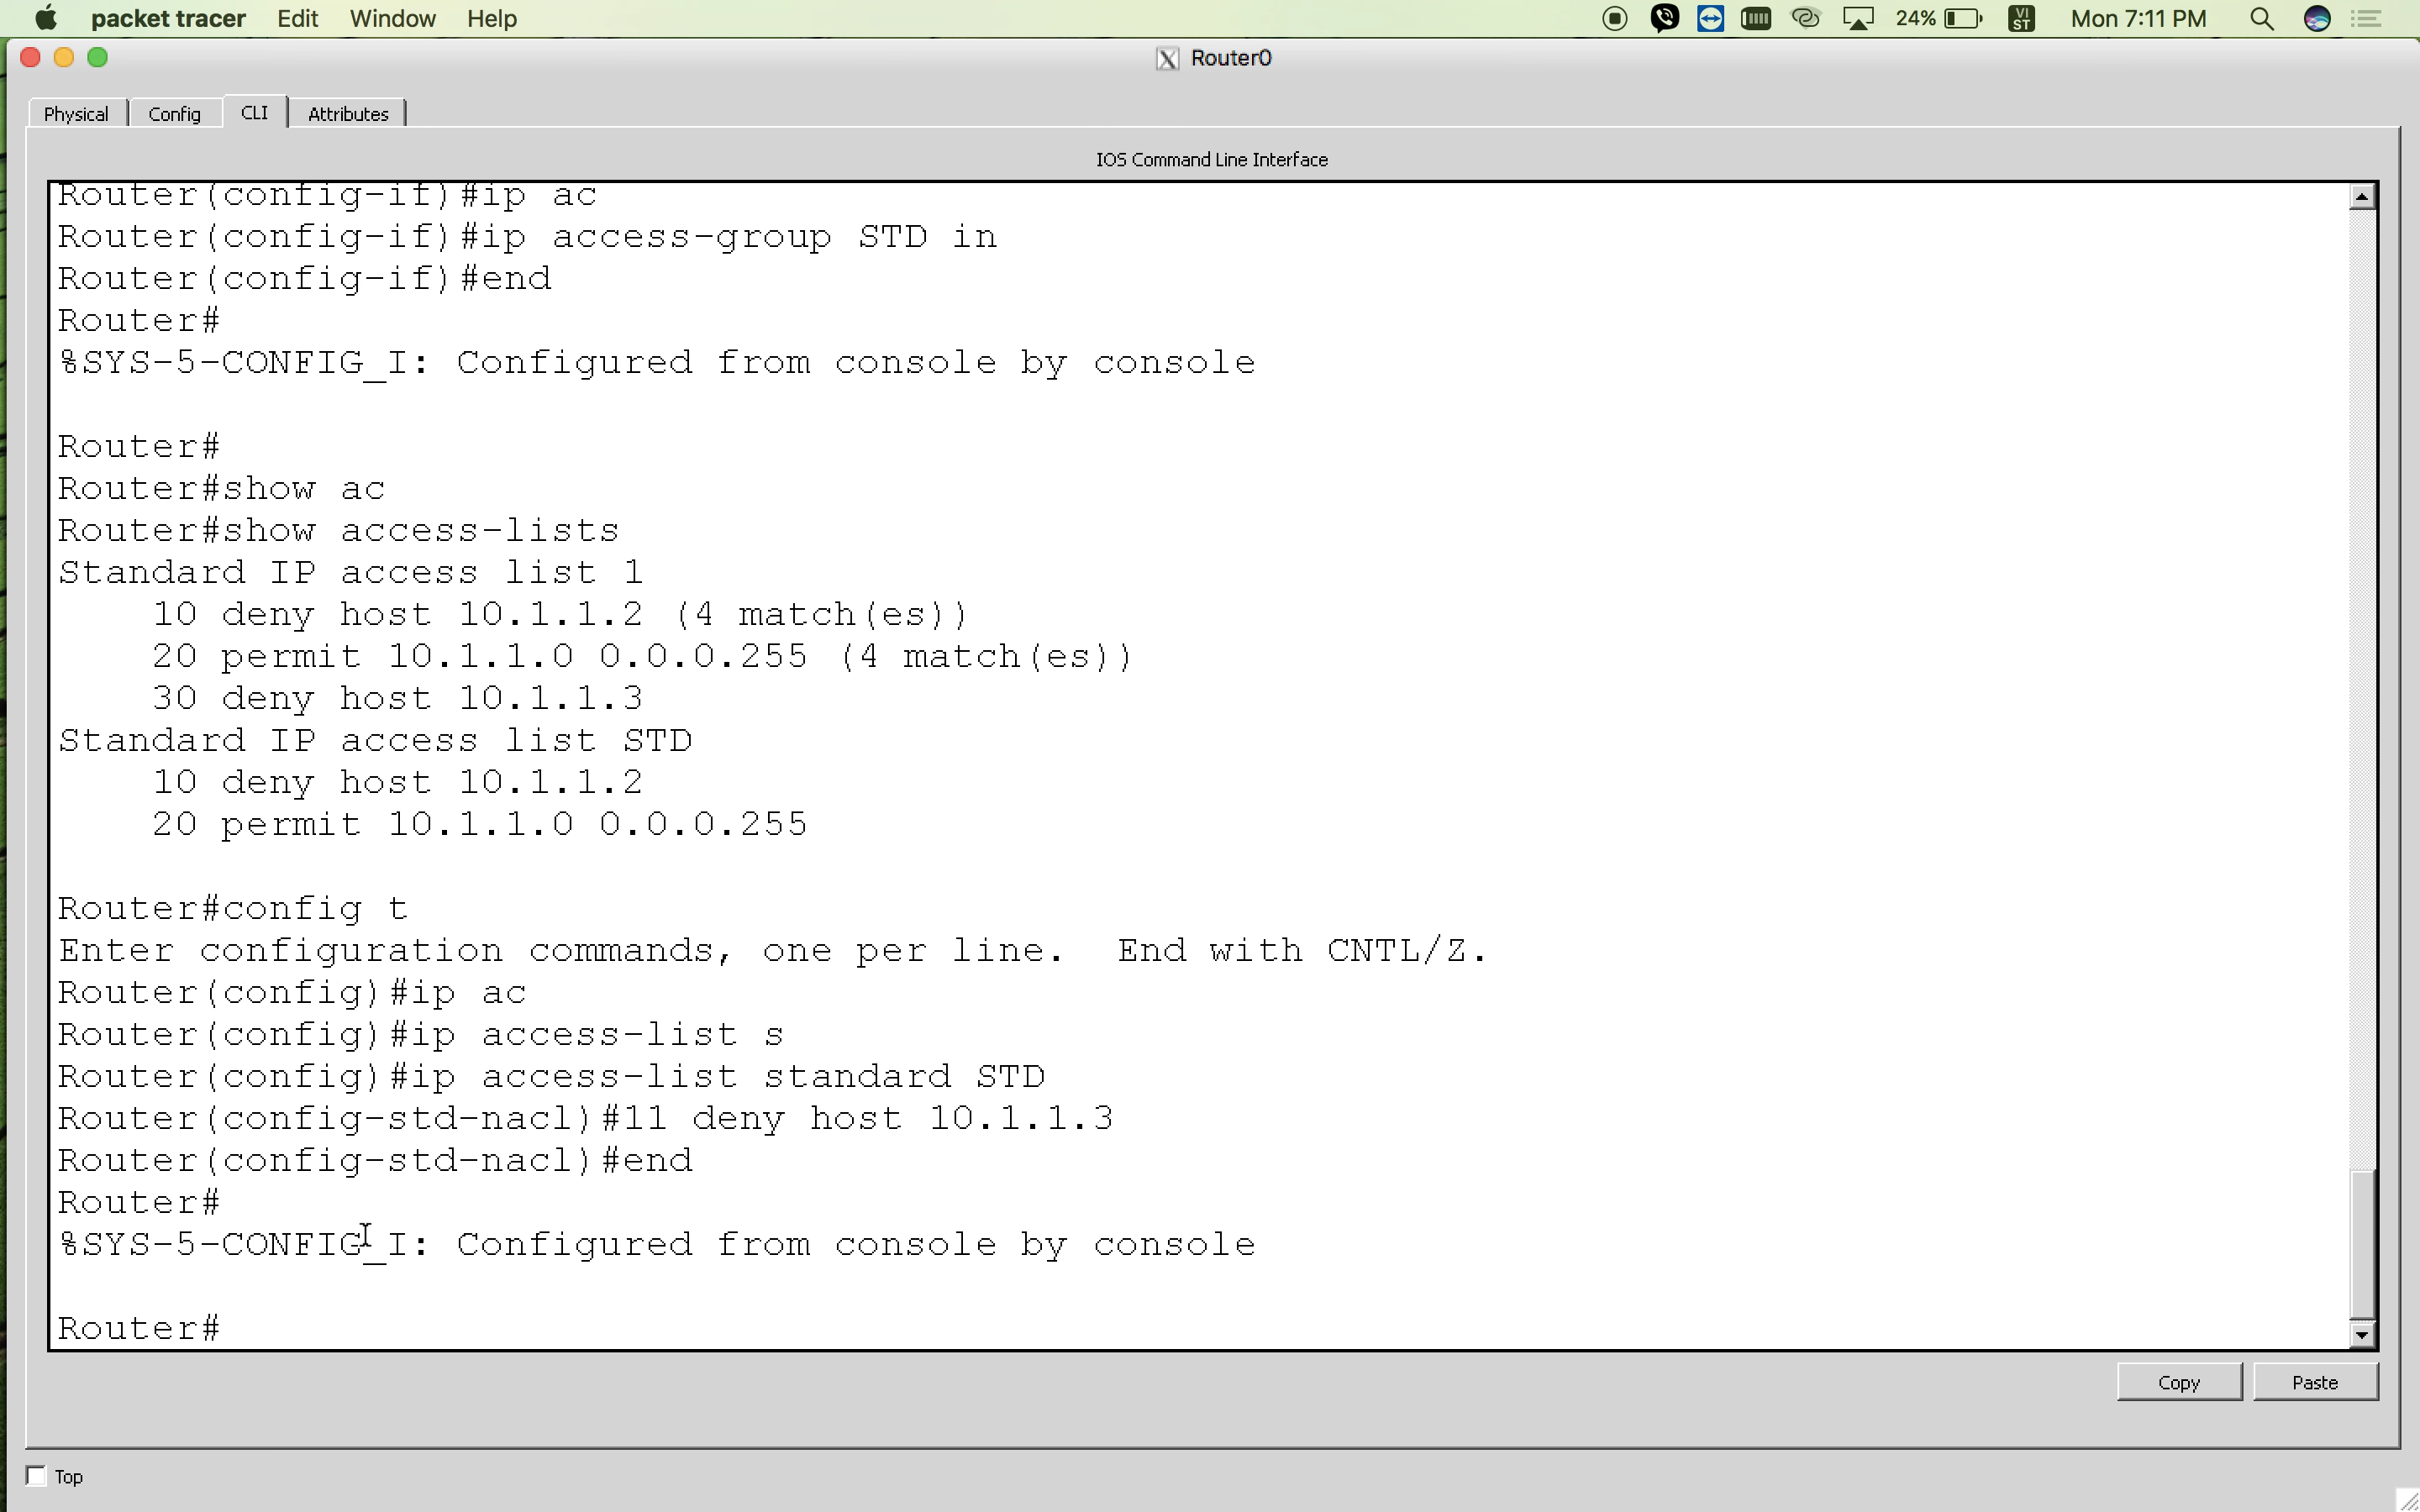 packet tracer Edit Window Help 24% VI ST Mon 7:11 PM
X Router0
Physical Config CLI Attributes
IOS Command Line Interface
Router(config-if)#ip ac
Router(config-if)#ip access-group STD in
Router(config-if)#end
Router#
%SYS-5-CONFIG_I: Configured from console by console
Router#
Router#show ac
Router#show access-lists
Standard IP access list 1
10 deny host 10.1.1.2 (4 match(es))
20 permit 10.1.1.0 0.0.0.255 (4 match(es))
30 deny host 10.1.1.3
Standard IP access list STD
10 deny host 10.1.1.2
20 permit 10.1.1.0 0.0.0.255
Router#config t
Enter configuration commands, one per line.  End with CNTL/Z.
Router(config)#ip ac
Router(config)#ip access-list s
Router(config)#ip access-list standard STD
Router(config-std-nacl)#11 deny host 10.1.1.3
Router(config-std-nacl)#end
Router#
%SYS-5-CONFIG_I: Configured from console by console
Router#
Copy Paste
Top